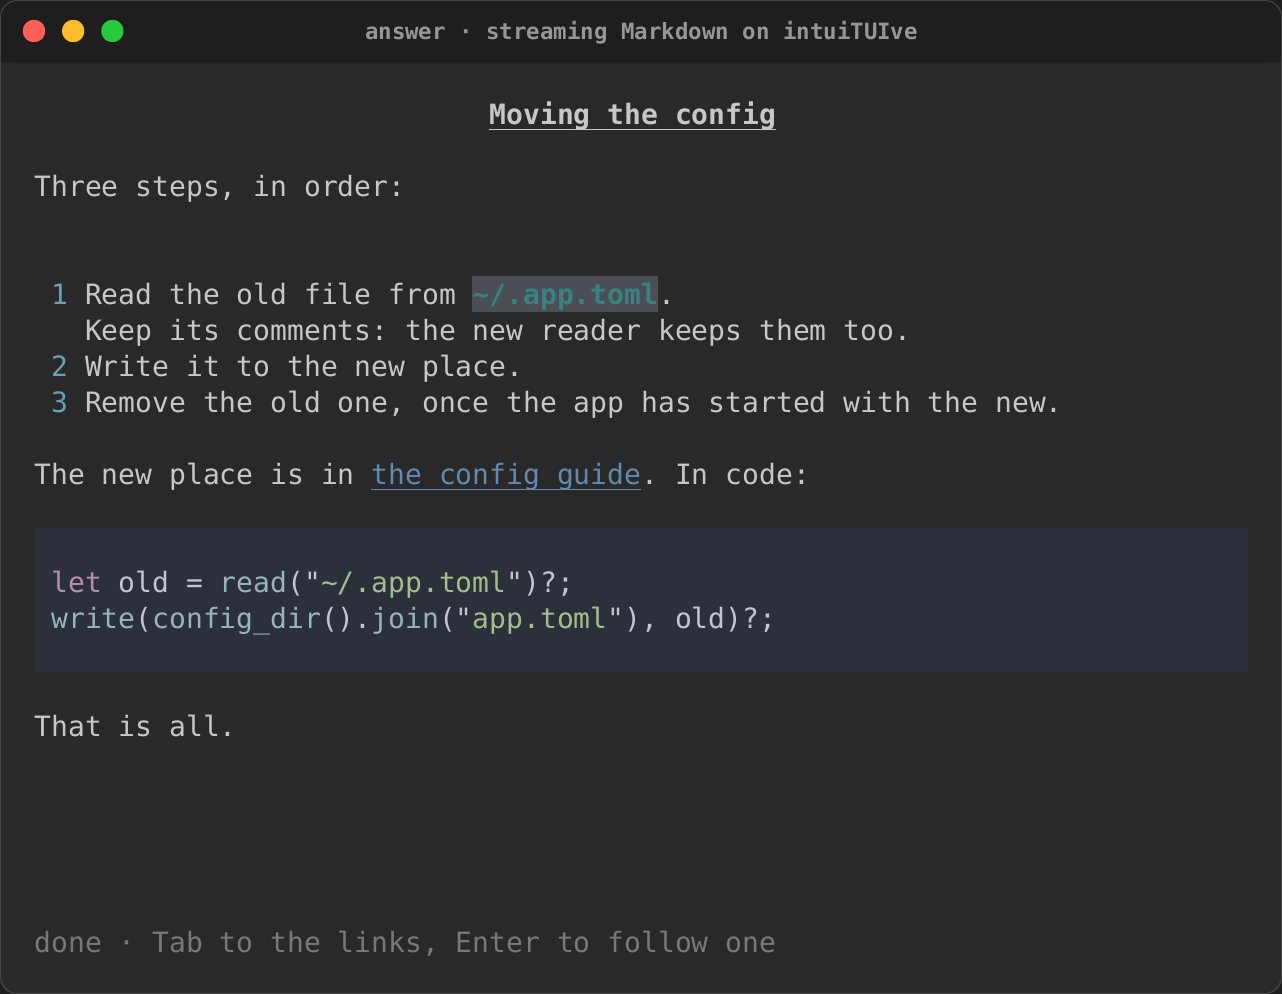 answer · streaming Markdown on intuiTUIve
Moving the config
Three steps, in order:
1 Read the old file from ~/.app.toml.
Keep its comments: the new reader keeps them too.
2 Write it to the new place.
3 Remove the old one, once the app has started with the new.
The new place is in the config guide. In code:
let old = read("~/.app.toml")?;
write(config_dir().join("app.toml"), old)?;
That is all.
done · Tab to the links, Enter to follow one